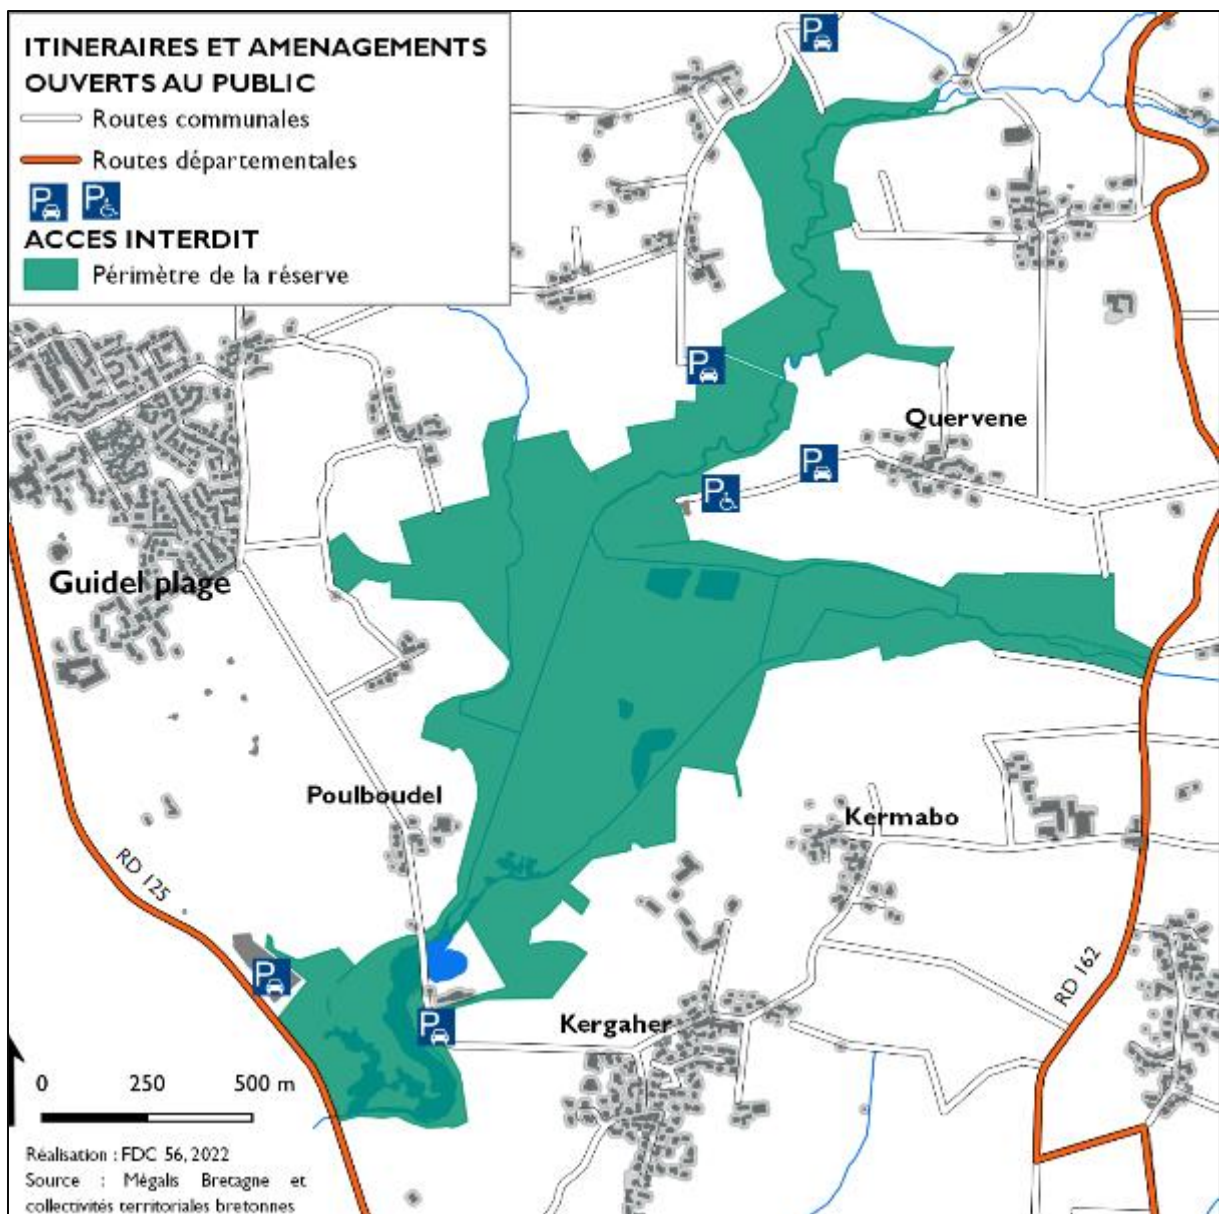 ITINERAIRES ET AMENAGEMENTS
OUVERTS AU PUBLIC
Routes communales
Routes départementales
P P
ACCES INTERDIT
Périmètre de la réserve
P
P
Quervene
P
P
Guidel plage
Poulboudel
Kermabo
RD 125
RD 162
P
P
Kergaher
0 250 500 m
Réalisation : FDC 56, 2022
Source : Mégalis Bretagne et
collectivités territoriales bretonnes